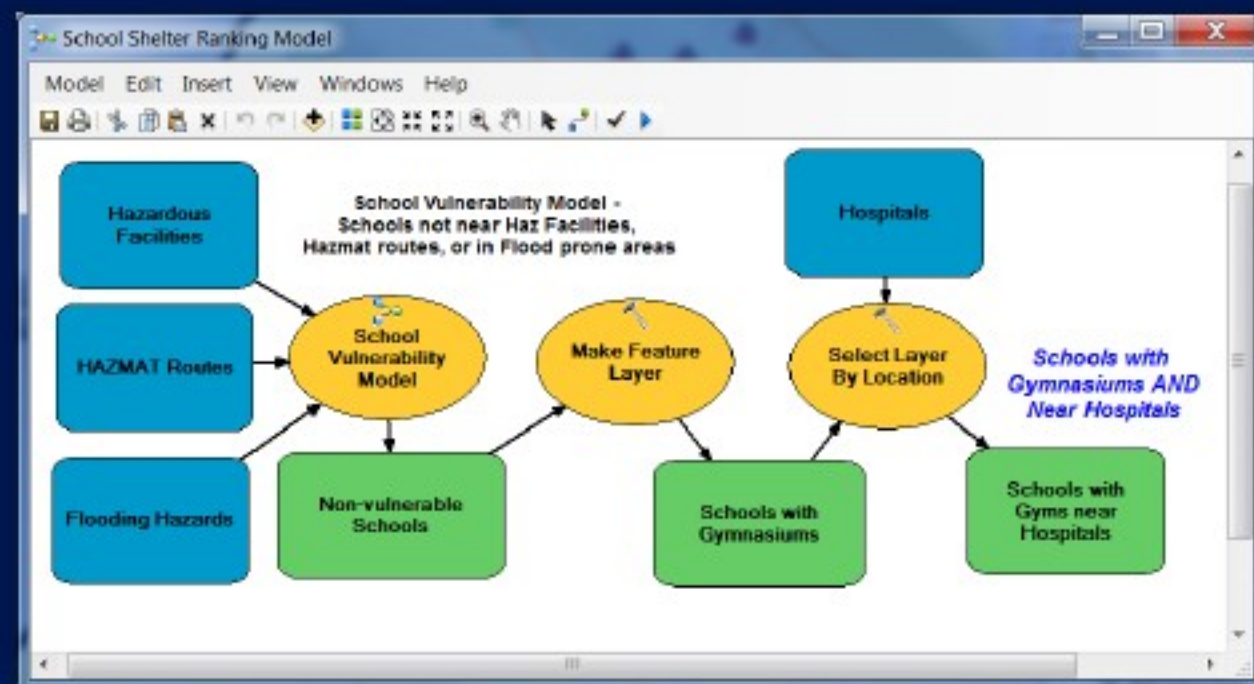 School Shelter Ranking Model
Model Edit Insert View Windows Help
Hazardous
Facilities
School Vulnerability Model -
Schools not near Haz Facilities,
Hazmat routes, or in Flood prone areas
Hospitals
HAZMAT Routes
School
Vulnerability
Model
Make Feature
Layer
Select Layer
By Location
Schools with
Gymnasiums AND
Near Hospitals
Flooding Hazards
Non-vulnerable
Schools
Schools with
Gymnasiums
Schools with
Gyms near
Hospitals